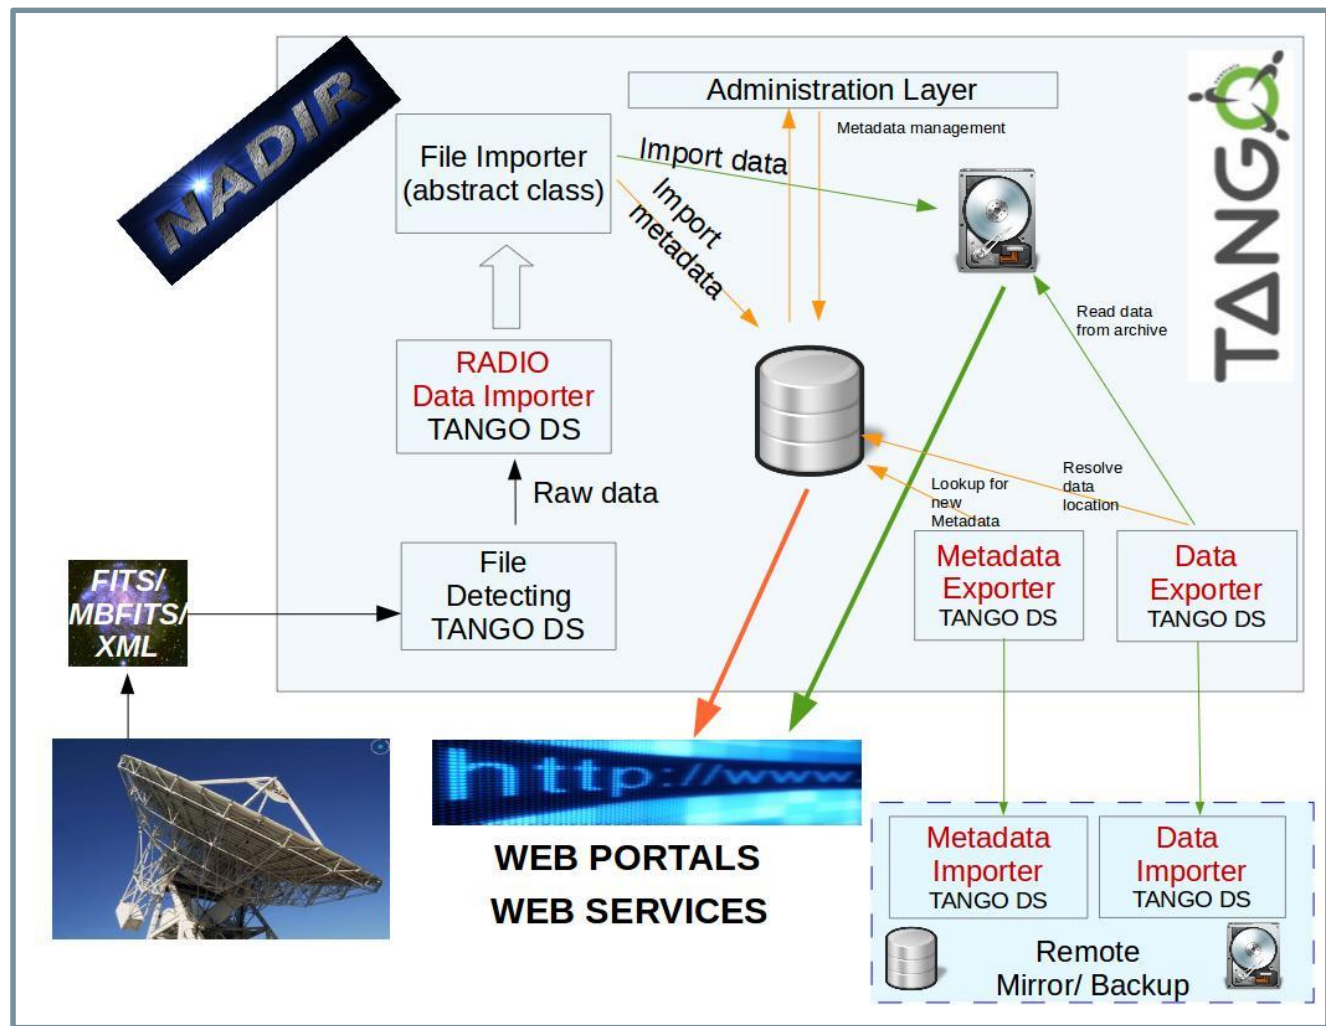 NADIR
Administration Layer
Metadata management
TANGO
File Importer
(abstract class)
Import data
Import
metadata
Read data
from archive
RADIO
Data Importer
TANGO DS
Raw data
Lookup for
new
Metadata
Resolve
data
location
File
Detecting
TANGO DS
Metadata
Exporter
TANGO DS
Data
Exporter
TANGO DS
FITS/
MBFITS/
XML
http://www.
WEB PORTALS
WEB SERVICES
Metadata
Importer
TANGO DS
Data
Importer
TANGO DS
Remote
Mirror/ Backup